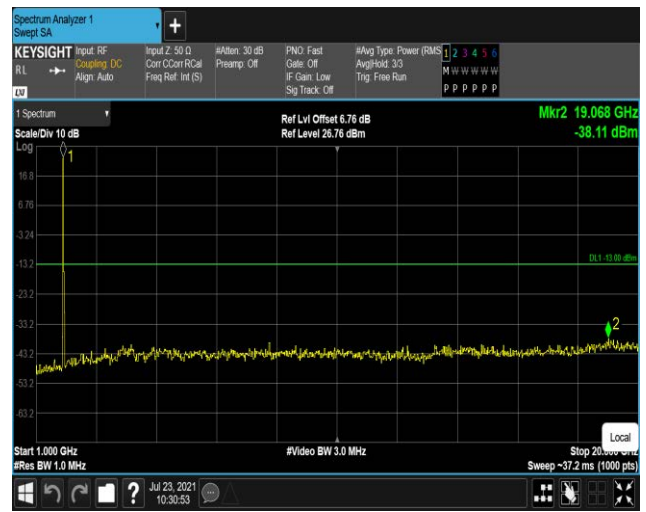 Spectrum Analyzer 1
Swept SA
+
KEYSIGHT Input: RF
RL Coupling: DC
Align: Auto
LXI
Input Z: 50 Ω
Corr CCorr RCal
Freq Ref: Int (S)
#Atten: 30 dB
Preamp: Off
PNO: Fast
Gate: Off
IF Gain: Low
Sig Track: Off
#Avg Type: Power (RMS
Avg|Hold: 3/3
Trig: Free Run
1 2 3 4 5 6
M W W W W W
P P P P P P
1 Spectrum
Scale/Div 10 dB
Log
Ref Lvl Offset 6.76 dB
Ref Level 26.76 dBm
Mkr2 19.068 GHz
-38.11 dBm
1
16.8
6.76
-3.24
-13.2
DL1 -13.00 dBm
-23.2
-33.2
2
-43.2
-53.2
-63.2
Local
Start 1.000 GHz
#Res BW 1.0 MHz
#Video BW 3.0 MHz
Stop 20.
Sweep ~37.2 ms (1000 pts)
?
Jul 23, 2021
10:30:53